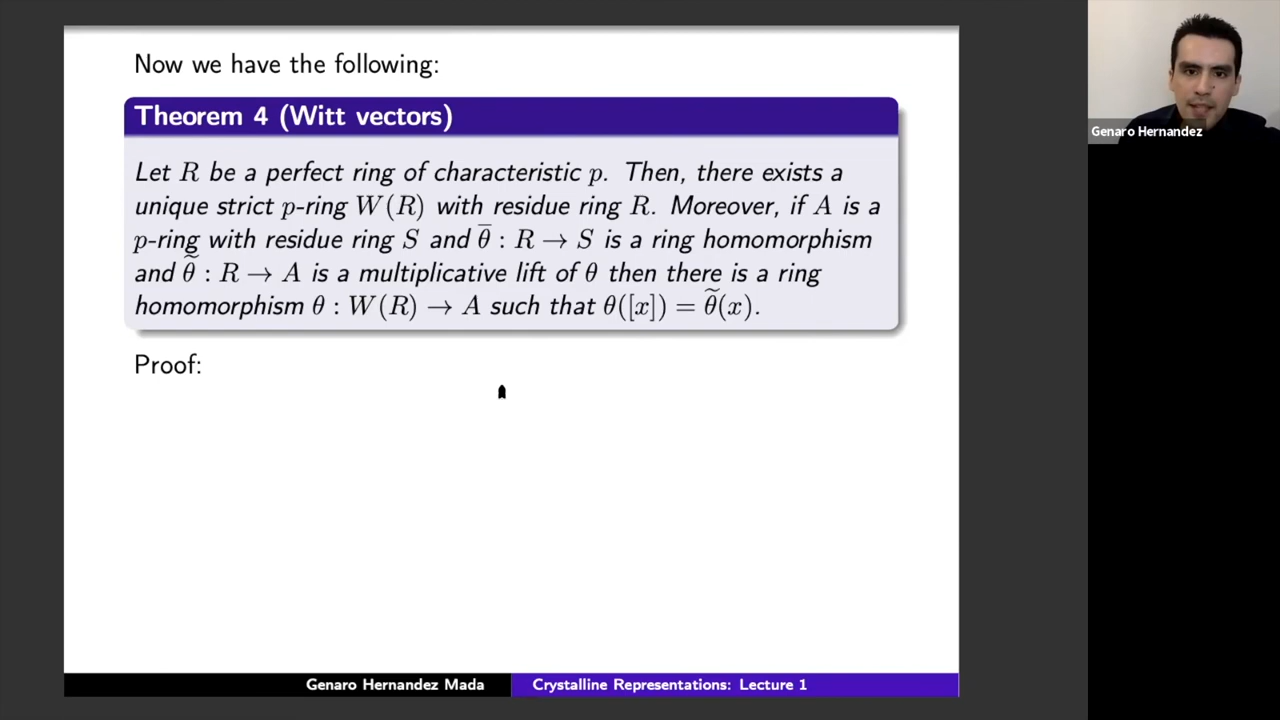 Now we have the following:
Theorem 4 (Witt vectors)
Let R be a perfect ring of characteristic p. Then, there exists a
unique strict p-ring W(R) with residue ring R. Moreover, if A is a
p-ring with residue ring S and θ̅ : R → S is a ring homomorphism
and θ̃ : R → A is a multiplicative lift of θ then there is a ring
homomorphism θ : W(R) → A such that θ([x]) = θ̃(x).
Proof:
Genaro Hernandez Mada
Crystalline Representations: Lecture 1
Genaro Hernandez